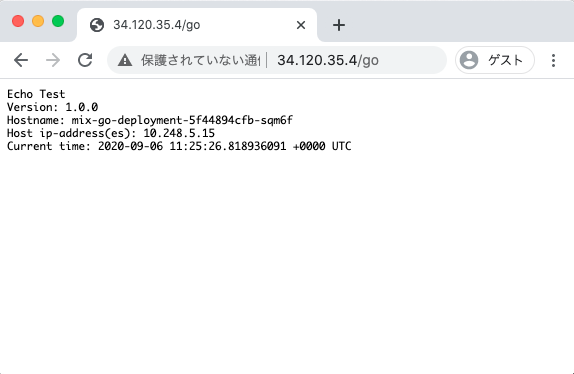 34.120.35.4/go
保護されていない通信 34.120.35.4/go ゲスト
Echo Test
Version: 1.0.0
Hostname: mix-go-deployment-5f44894cfb-sqm6f
Host ip-address(es): 10.248.5.15
Current time: 2020-09-06 11:25:26.818936091 +0000 UTC